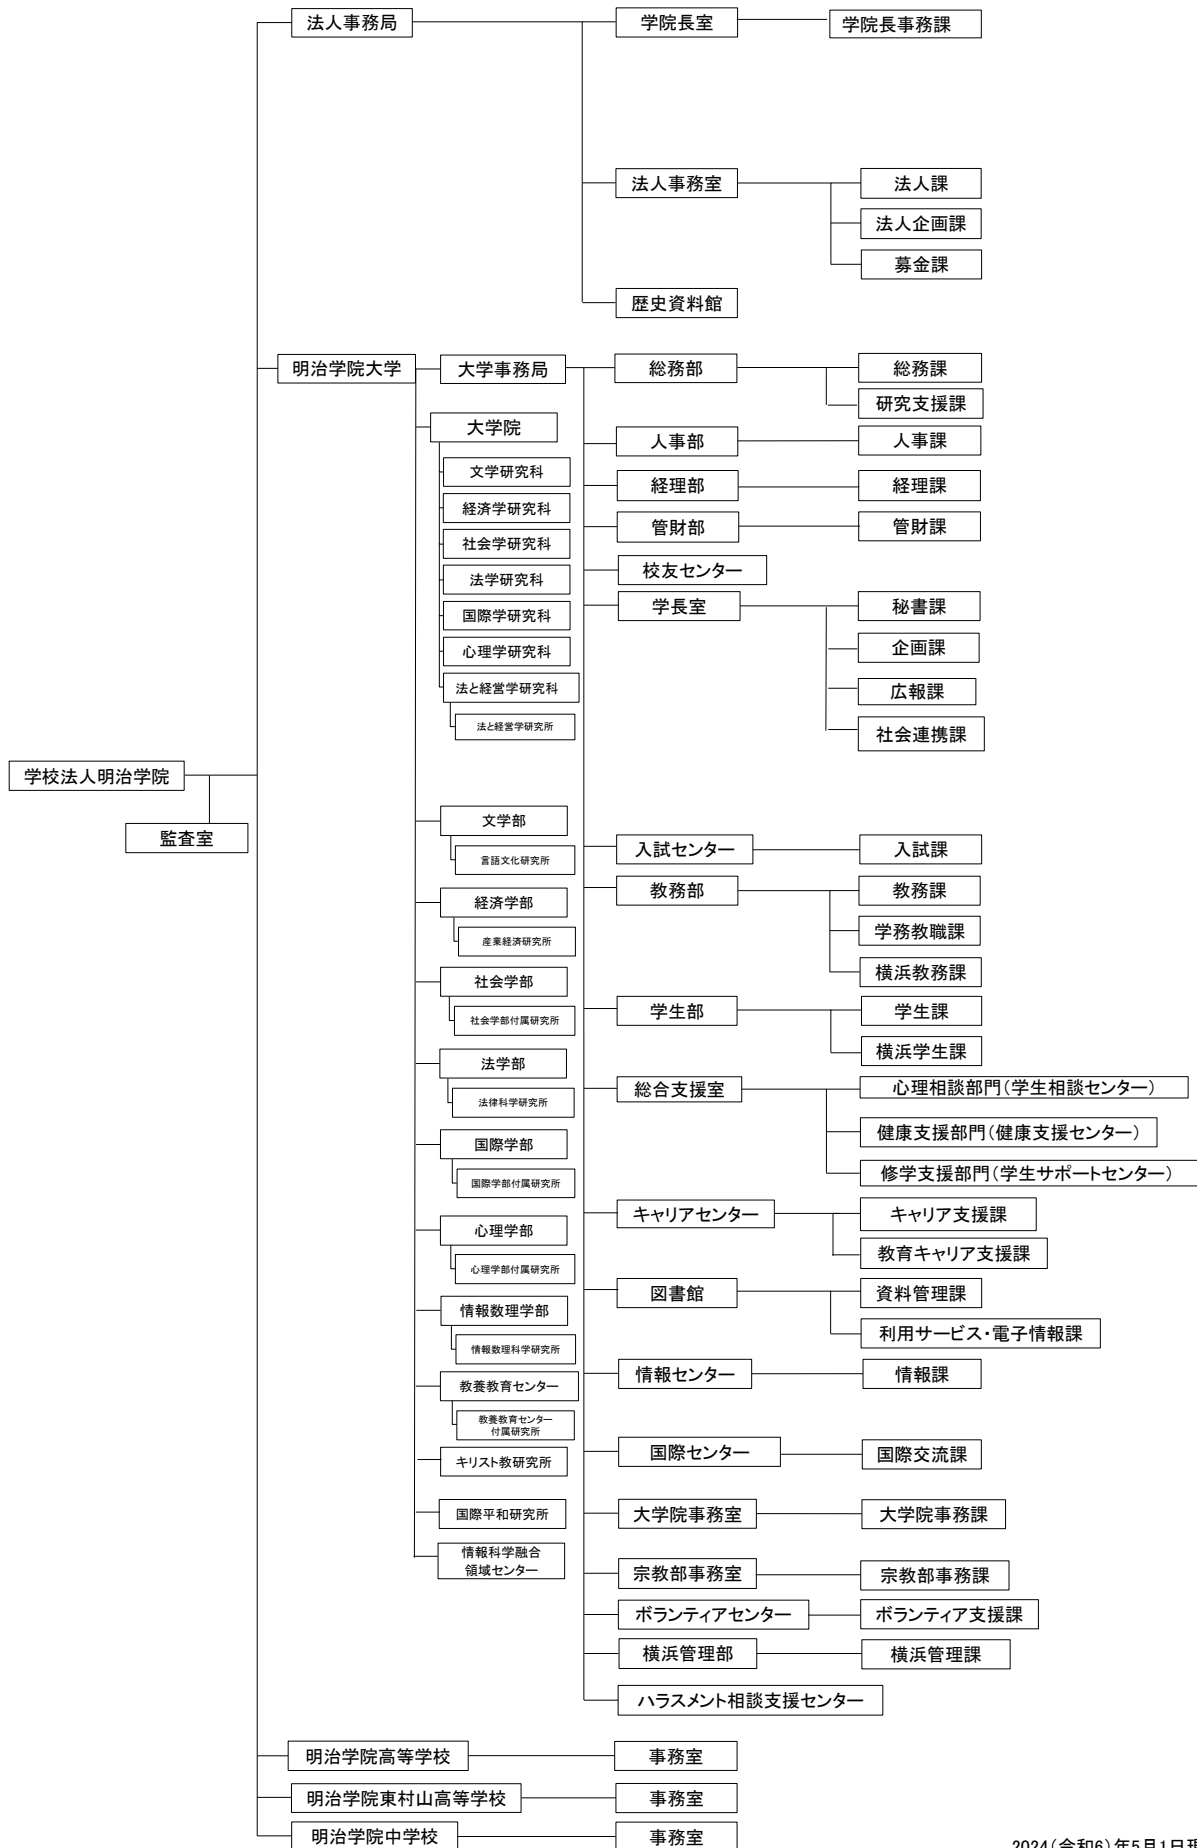 法人事務局
学院長室
学院長事務課
法人事務室
法人課
法人企画課
募金課
歴史資料館
明治学院大学
大学事務局
総務部
総務課
研究支援課
大学院
人事部
人事課
文学研究科
経理部
経理課
経済学研究科
管財部
管財課
社会学研究科
校友センター
法学研究科
学長室
秘書課
国際学研究科
企画課
心理学研究科
広報課
法と経営学研究科
社会連携課
法と経営学研究所
学校法人明治学院
監査室
文学部
言語文化研究所
入試センター
入試課
経済学部
産業経済研究所
教務部
教務課
学務教職課
横浜教務課
社会学部
社会学部付属研究所
学生部
学生課
横浜学生課
法学部
法律科学研究所
総合支援室
心理相談部門(学生相談センター)
健康支援部門(健康支援センター)
修学支援部門(学生サポートセンター)
国際学部
国際学部付属研究所
心理学部
心理学部付属研究所
キャリアセンター
キャリア支援課
教育キャリア支援課
情報数理学部
情報数理科学研究所
図書館
資料管理課
利用サービス・電子情報課
教養教育センター
教養教育センター
付属研究所
情報センター
情報課
キリスト教研究所
国際センター
国際交流課
国際平和研究所
大学院事務室
大学院事務課
情報科学融合
領域センター
宗教部事務室
宗教部事務課
ボランティアセンター
ボランティア支援課
横浜管理部
横浜管理課
ハラスメント相談支援センター
明治学院高等学校
事務室
明治学院東村山高等学校
事務室
明治学院中学校
事務室
2024(令和6)年5月1日現